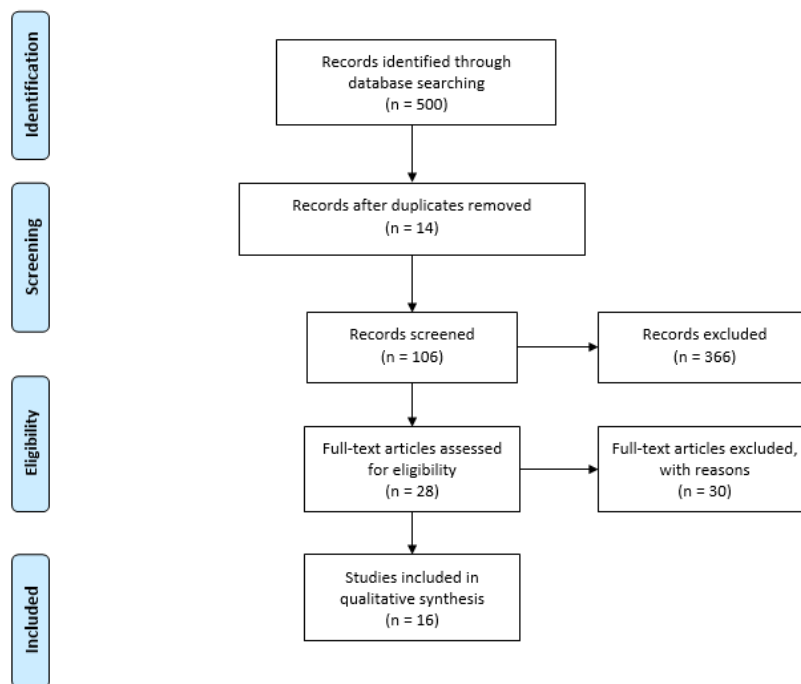 Identification
Records identified through
database searching
(n = 500)
Records after duplicates removed
(n = 14)
Screening
Records screened
(n = 106)
Records excluded
(n = 366)
Eligibility
Full-text articles assessed
for eligibility
(n = 28)
Full-text articles excluded,
with reasons
(n = 30)
Included
Studies included in
qualitative synthesis
(n = 16)